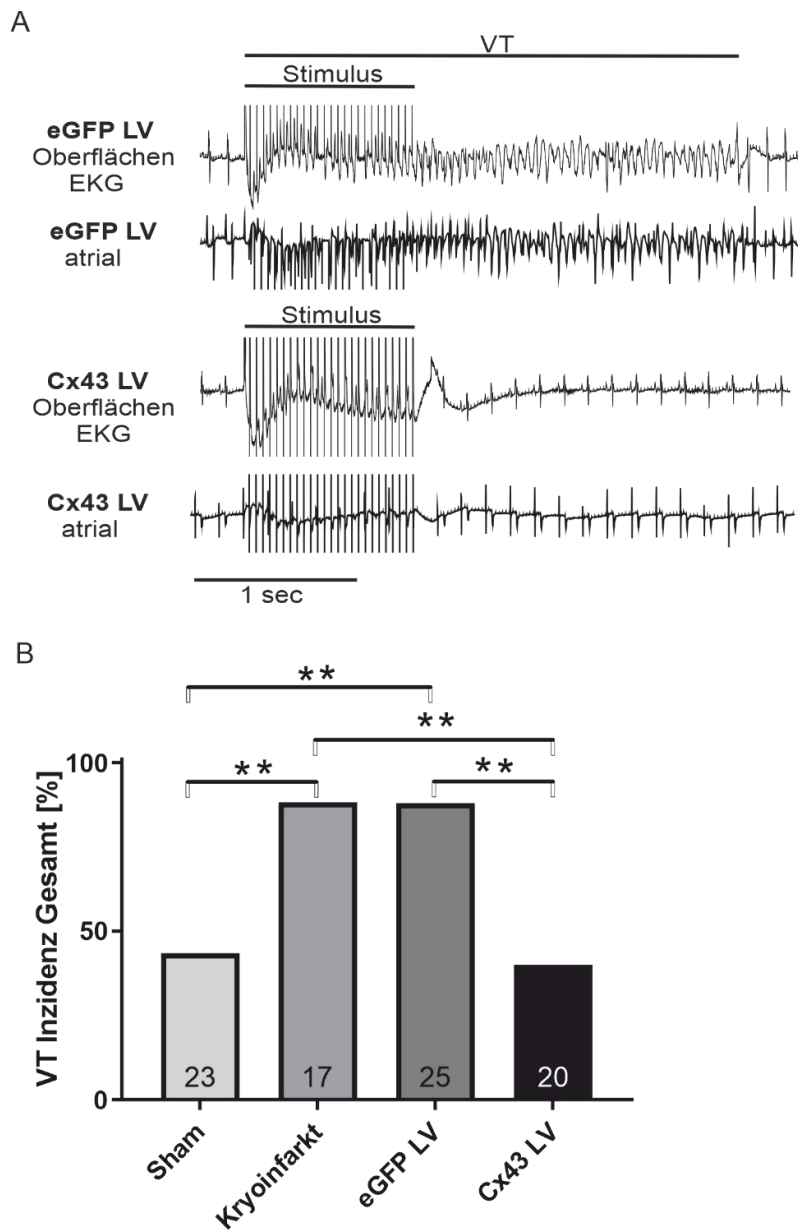 A
VT
Stimulus
eGFP LV
Oberflächen
EKG
eGFP LV
atrial
Stimulus
Cx43 LV
Oberflächen
EKG
Cx43 LV
atrial
1 sec
B
**
**
**
**
VT Inzidenz Gesamt [%]
100
50
0
23
17
25
20
Sham
Kryoinfarkt
eGFP LV
Cx43 LV